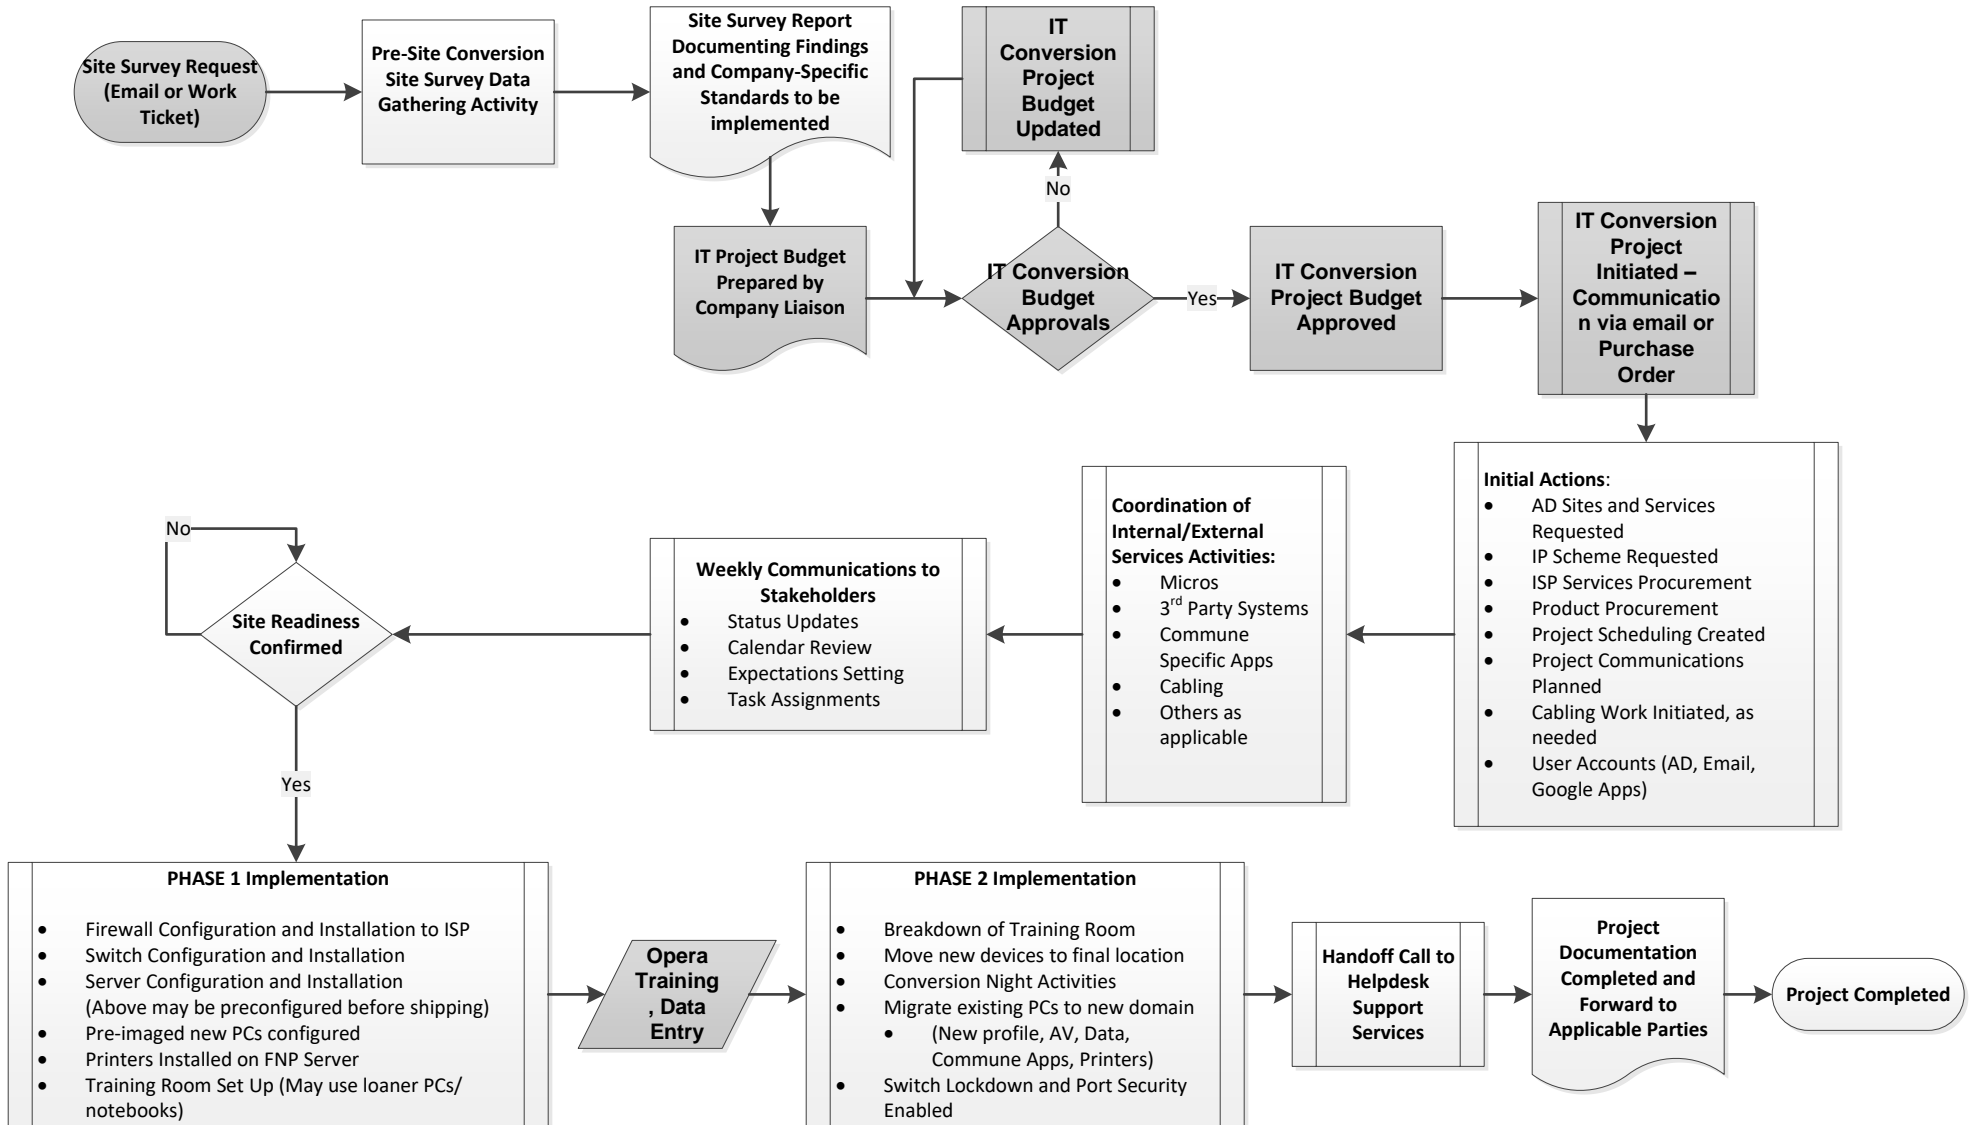 Site Survey Request
(Email or Work
Ticket)
Pre-Site Conversion
Site Survey Data
Gathering Activity
Site Survey Report
Documenting Findings
and Company-Specific
Standards to be
implemented
IT
Conversion
Project
Budget
Updated
No
IT Project Budget
Prepared by
Company Liaison
IT Conversion
Budget
Approvals
Yes
IT Conversion
Project Budget
Approved
IT Conversion
Project
Initiated –
Communicatio
n via email or
Purchase
Order
Initial Actions:
• AD Sites and Services
Requested
• IP Scheme Requested
• ISP Services Procurement
• Product Procurement
• Project Scheduling Created
• Project Communications
Planned
• Cabling Work Initiated, as
needed
• User Accounts (AD, Email,
Google Apps)
Coordination of
Internal/External
Services Activities:
• Micros
• 3rd Party Systems
• Commune
Specific Apps
• Cabling
• Others as
applicable
Weekly Communications to
Stakeholders
• Status Updates
• Calendar Review
• Expectations Setting
• Task Assignments
No
Site Readiness
Confirmed
Yes
PHASE 1 Implementation
• Firewall Configuration and Installation to ISP
• Switch Configuration and Installation
• Server Configuration and Installation
(Above may be preconfigured before shipping)
• Pre-imaged new PCs configured
• Printers Installed on FNP Server
• Training Room Set Up (May use loaner PCs/
notebooks)
Opera
Training
, Data
Entry
PHASE 2 Implementation
• Breakdown of Training Room
• Move new devices to final location
• Conversion Night Activities
• Migrate existing PCs to new domain
• (New profile, AV, Data,
Commune Apps, Printers)
• Switch Lockdown and Port Security
Enabled
Handoff Call to
Helpdesk
Support
Services
Project
Documentation
Completed and
Forward to
Applicable Parties
Project Completed